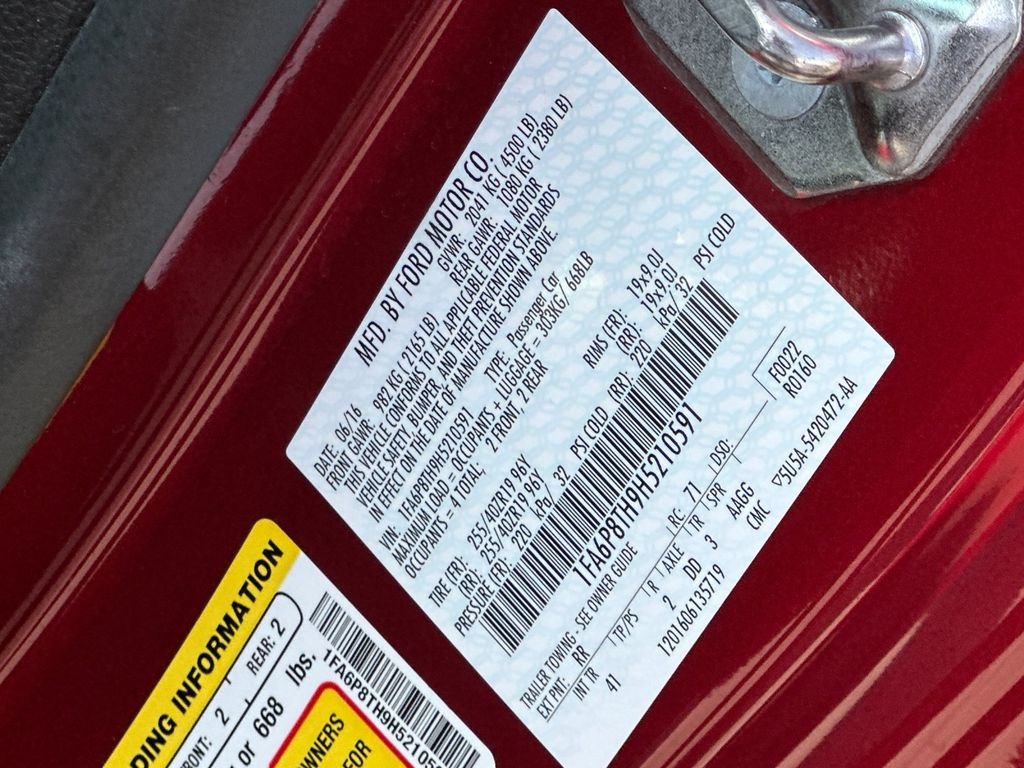 MFD. BY FORD MOTOR CO.
DATE: 06/16 GVWR: 2041 KG ( 4500 LB)
FRONT GAWR: 982 KG ( 2165 LB) REAR GAWR: 1080 KG ( 2380 LB)
THIS VEHICLE CONFORMS TO ALL APPLICABLE FEDERAL MOTOR
VEHICLE SAFETY, BUMPER, AND THEFT PREVENTION STANDARDS
IN EFFECT ON THE DATE OF MANUFACTURE SHOWN ABOVE.
VIN: 1FA6P8TH9H5210591 TYPE: Passenger Car
MAXIMUM LOAD = OCCUPANTS + LUGGAGE = 303KG/ 668LB
OCCUPANTS = 4 TOTAL: 2 FRONT, 2 REAR
TIRE (FR): 255/40ZR19 96Y RIMS (FR): 19x9.0J
(RR): 255/40ZR19 96Y (RR): 19x9.0J
PRESSURE (FR): 220 kPa/ 32 PSI COLD (RR): 220 kPa/ 32 PSI COLD
1FA6P8TH9H5210591
TRAILER TOWING - SEE OWNER GUIDE
EXT PNT: RR RC: 71 DSO: F0022
R0160
INT TR TP/PS T R AXLE TR SPR
41 2 DD 3 AAGG
CMC
12016061135719 5U5A-5420472-AA
DING INFORMATION
RONT: 2 REAR: 2
or 668 lbs.
1FA6P8TH9H52105
WNERS
FOR